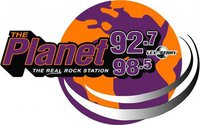 THE
Planet 92.7
98.5
THE REAL ROCK STATION